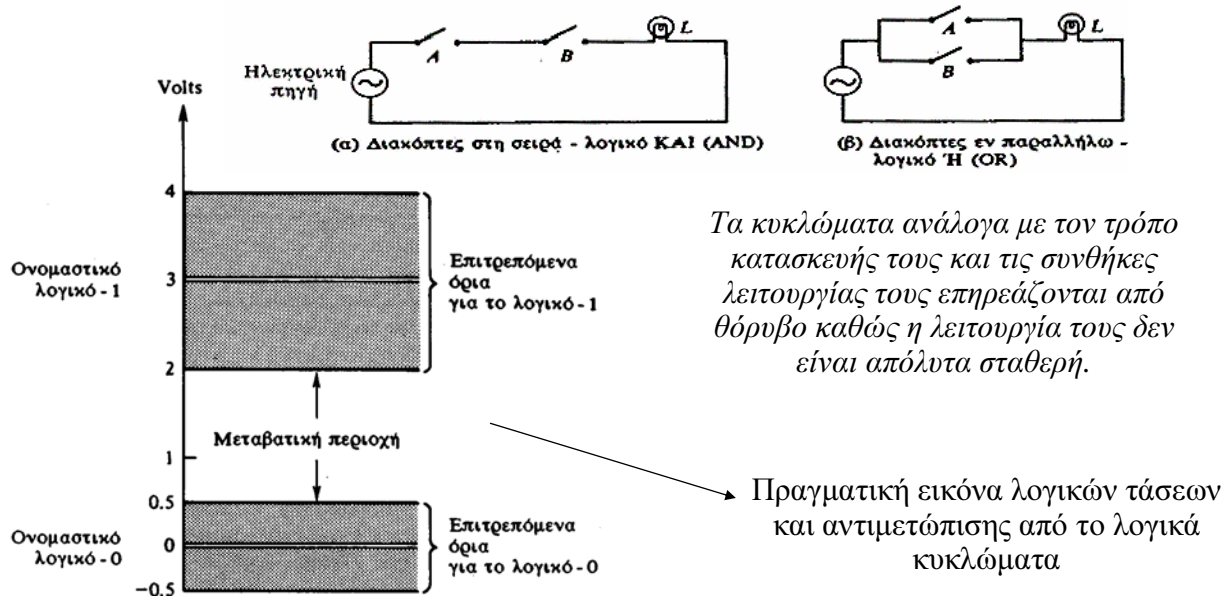 A
B
L
Ηλεκτρική
πηγή
(α) Διακόπτες στη σειρά - λογικό ΚΑΙ (AND)
A
B
L
(β) Διακόπτες εν παραλλήλω -
λογικό Ή (OR)
Volts
4
3
2
1
0.5
0
−0.5
Ονομαστικό
λογικό - 1
Επιτρεπόμενα
όρια
για το λογικό - 1
Μεταβατική περιοχή
Ονομαστικό
λογικό - 0
Επιτρεπόμενα
όρια
για το λογικό - 0
Τα κυκλώματα ανάλογα με τον τρόπο
κατασκευής τους και τις συνθήκες
λειτουργίας τους επηρεάζονται από
θόρυβο καθώς η λειτουργία τους δεν
είναι απόλυτα σταθερή.
Πραγματική εικόνα λογικών τάσεων
και αντιμετώπισης από το λογικά
κυκλώματα